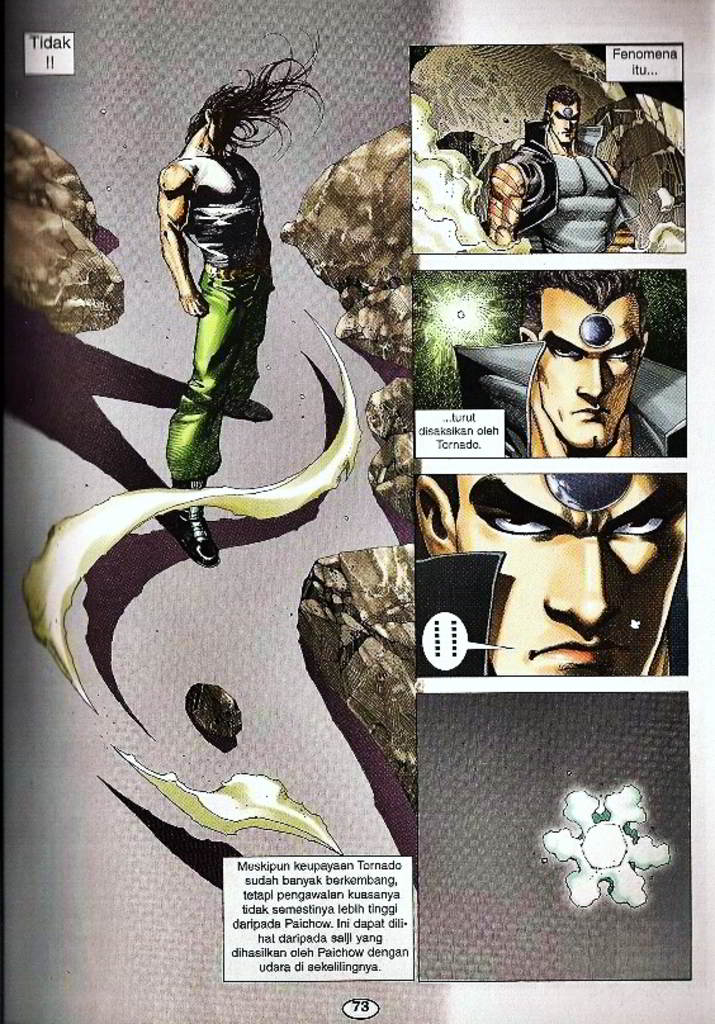 Tidak
!!
Fenomena
itu...
...turut
disaksikan oleh
Tornado.
Meskipun keupayaan Tornado
sudah banyak berkembang,
tetapi pengawalan kuasanya
tidak semestinya lebih tinggi
daripada Paichow. Ini dapat dili-
hat daripada salji yang
dihasilkan oleh Paichow dengan
udara di sekelilingnya.
73